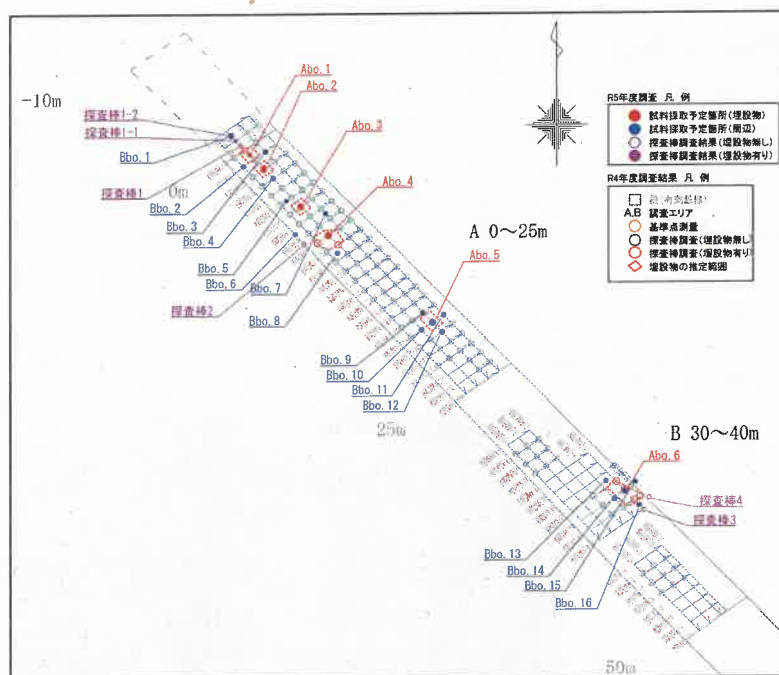 -10m
探査棒1-2
探査棒1-1
Bbo. 1
探査棒1
0m
Bbo. 2
Bbo. 3
Bbo. 4
Bbo. 5
Bbo. 6
Bbo. 7
Bbo. 8
探査棒2
Abo. 1
Abo. 2
Abo. 3
Abo. 4
A 0～25m
Abo. 5
Bbo. 9
Bbo. 10
Bbo. 11
Bbo. 12
25m
B 30～40m
Abo. 6
探査棒4
探査棒3
Bbo. 13
Bbo. 14
Bbo. 15
Bbo. 16
50m
R5年度調査 凡 例
試料採取予定箇所(埋設物)
試料採取予定箇所(周辺)
探査棒調査結果(埋設物無し)
探査棒調査結果(埋設物有り)
R4年度調査結果 凡 例
A,B 調査エリア
基準点測量
探査棒調査(埋設物無し)
探査棒調査(埋設物有り)
埋設物の推定範囲